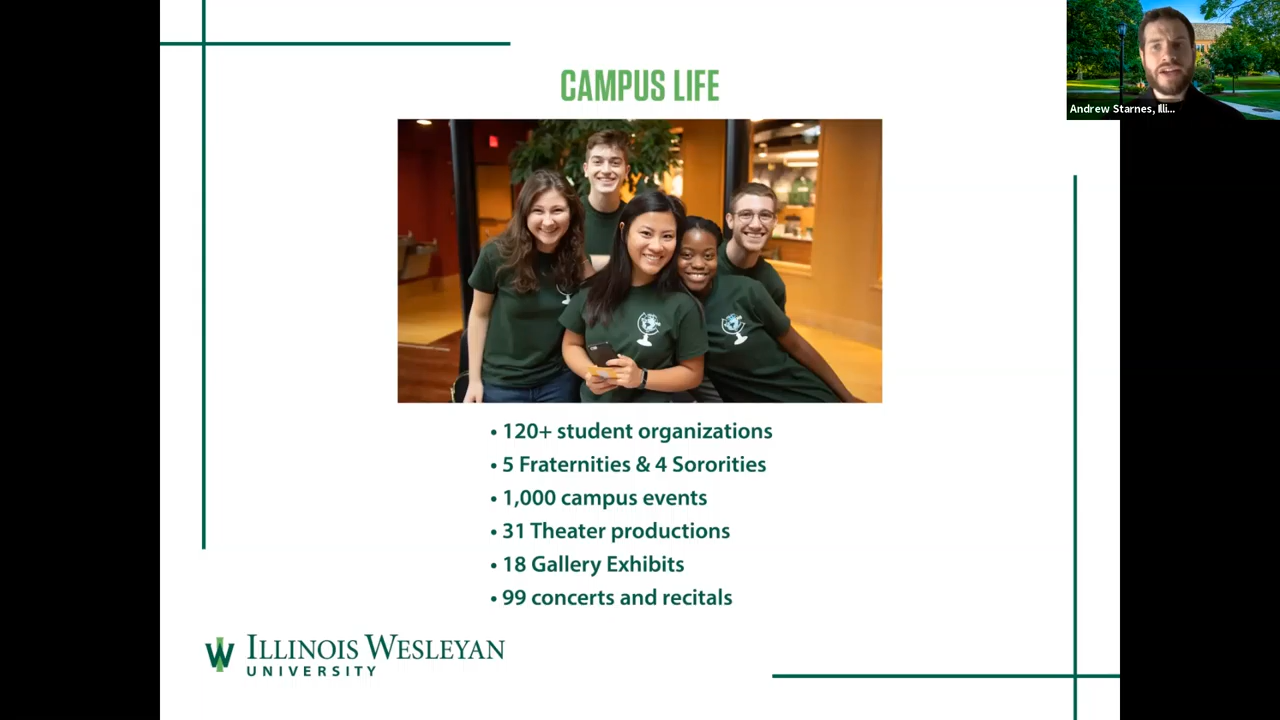 CAMPUS LIFE
Andrew Starnes, Illi...
• 120+ student organizations
• 5 Fraternities & 4 Sororities
• 1,000 campus events
• 31 Theater productions
• 18 Gallery Exhibits
• 99 concerts and recitals
ILLINOIS WESLEYAN
UNIVERSITY